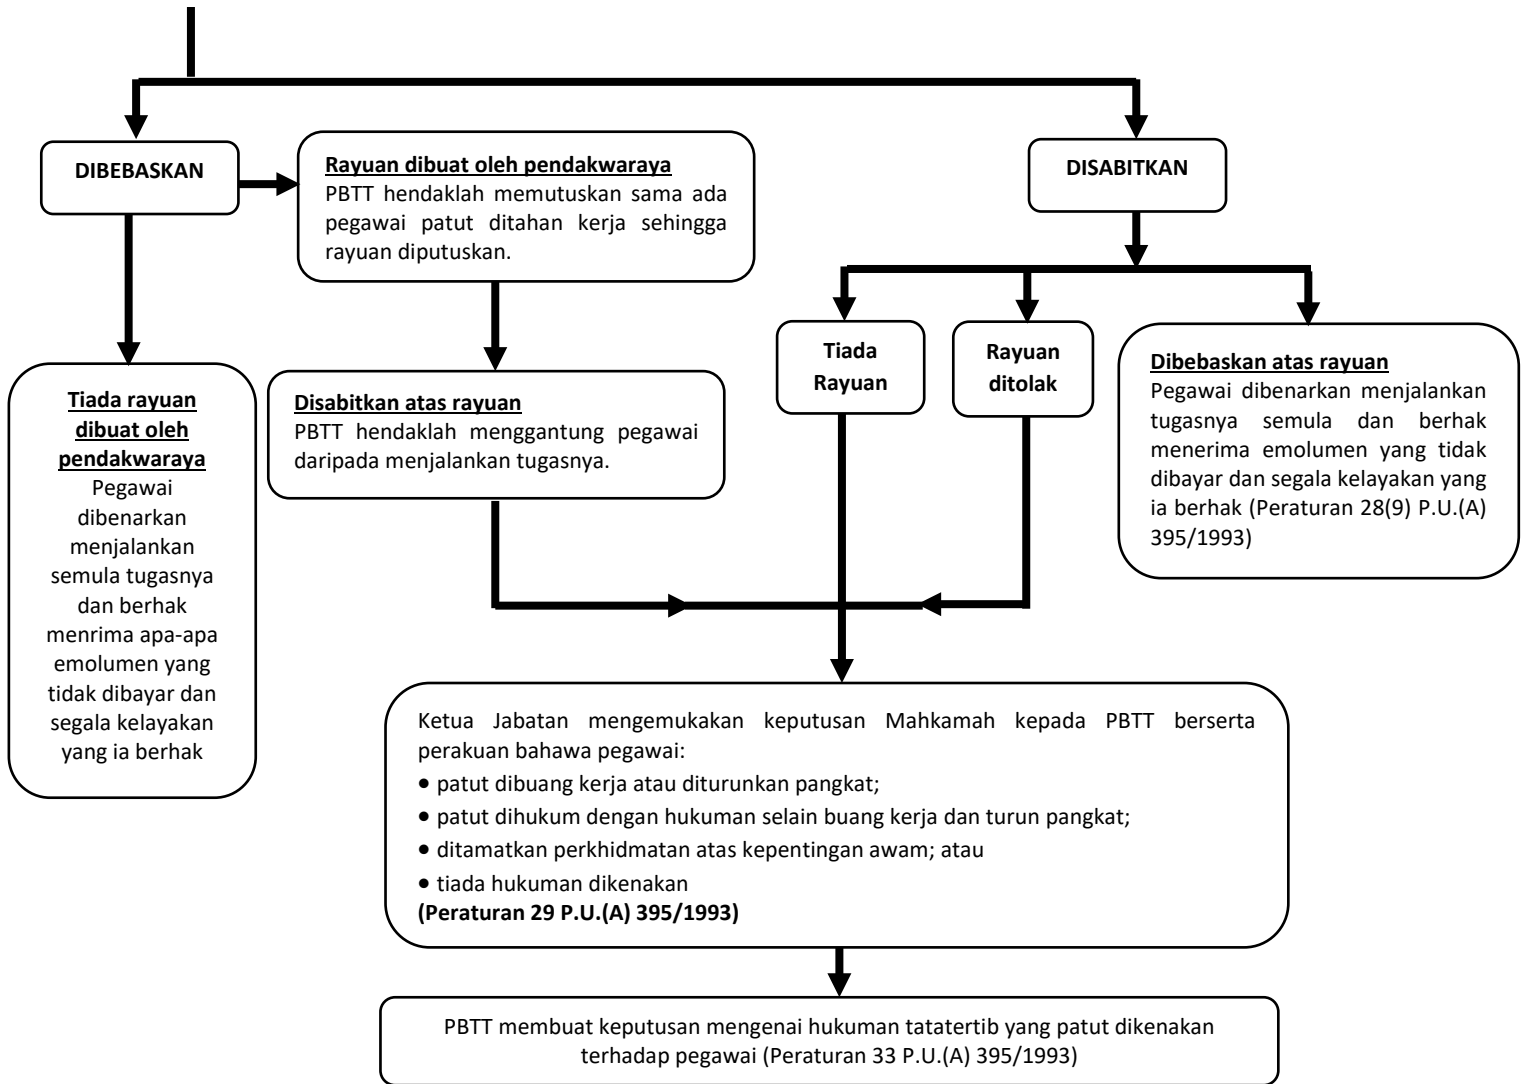 DIBEBASKAN
Rayuan dibuat oleh pendakwaraya
PBTT hendaklah memutuskan sama ada
pegawai patut ditahan kerja sehingga
rayuan diputuskan.
DISABITKAN
Tiada rayuan
dibuat oleh
pendakwaraya
Pegawai
dibenarkan
menjalankan
semula tugasnya
dan berhak
menrima apa-apa
emolumen yang
tidak dibayar dan
segala kelayakan
yang ia berhak
Disabitkan atas rayuan
PBTT hendaklah menggantung pegawai
daripada menjalankan tugasnya.
Tiada
Rayuan
Rayuan
ditolak
Dibebaskan atas rayuan
Pegawai dibenarkan menjalankan
tugasnya semula dan berhak
menerima emolumen yang tidak
dibayar dan segala kelayakan yang
ia berhak (Peraturan 28(9) P.U.(A)
395/1993)
Ketua Jabatan mengemukakan keputusan Mahkamah kepada PBTT berserta
perakuan bahawa pegawai:
• patut dibuang kerja atau diturunkan pangkat;
• patut dihukum dengan hukuman selain buang kerja dan turun pangkat;
• ditamatkan perkhidmatan atas kepentingan awam; atau
• tiada hukuman dikenakan
(Peraturan 29 P.U.(A) 395/1993)
PBTT membuat keputusan mengenai hukuman tatatertib yang patut dikenakan
terhadap pegawai (Peraturan 33 P.U.(A) 395/1993)